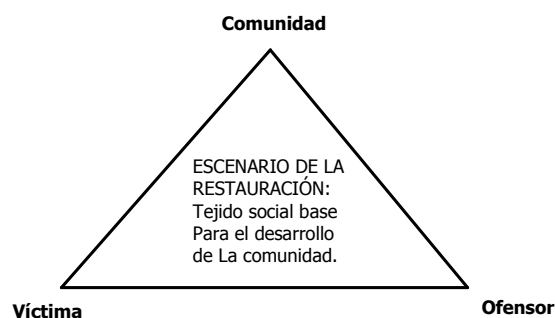 Comunidad
ESCENARIO DE LA
RESTAURACIÓN:
Tejido social base
Para el desarrollo
de La comunidad.
Víctima
Ofensor